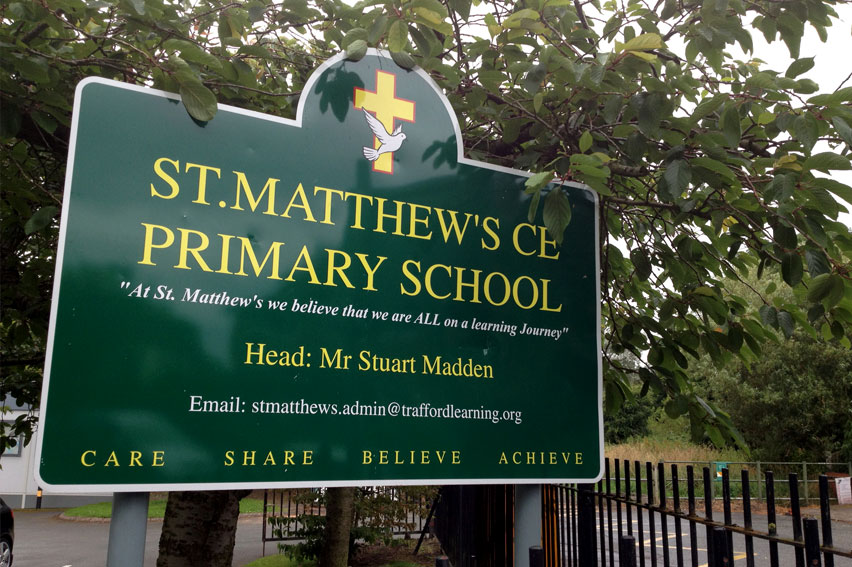 ST.MATTHEW'S CE
PRIMARY SCHOOL
"At St. Matthew's we believe that we are ALL on a learning Journey"
Head: Mr Stuart Madden
Email: stmatthews.admin@traffordlearning.org
CARE SHARE BELIEVE ACHIEVE